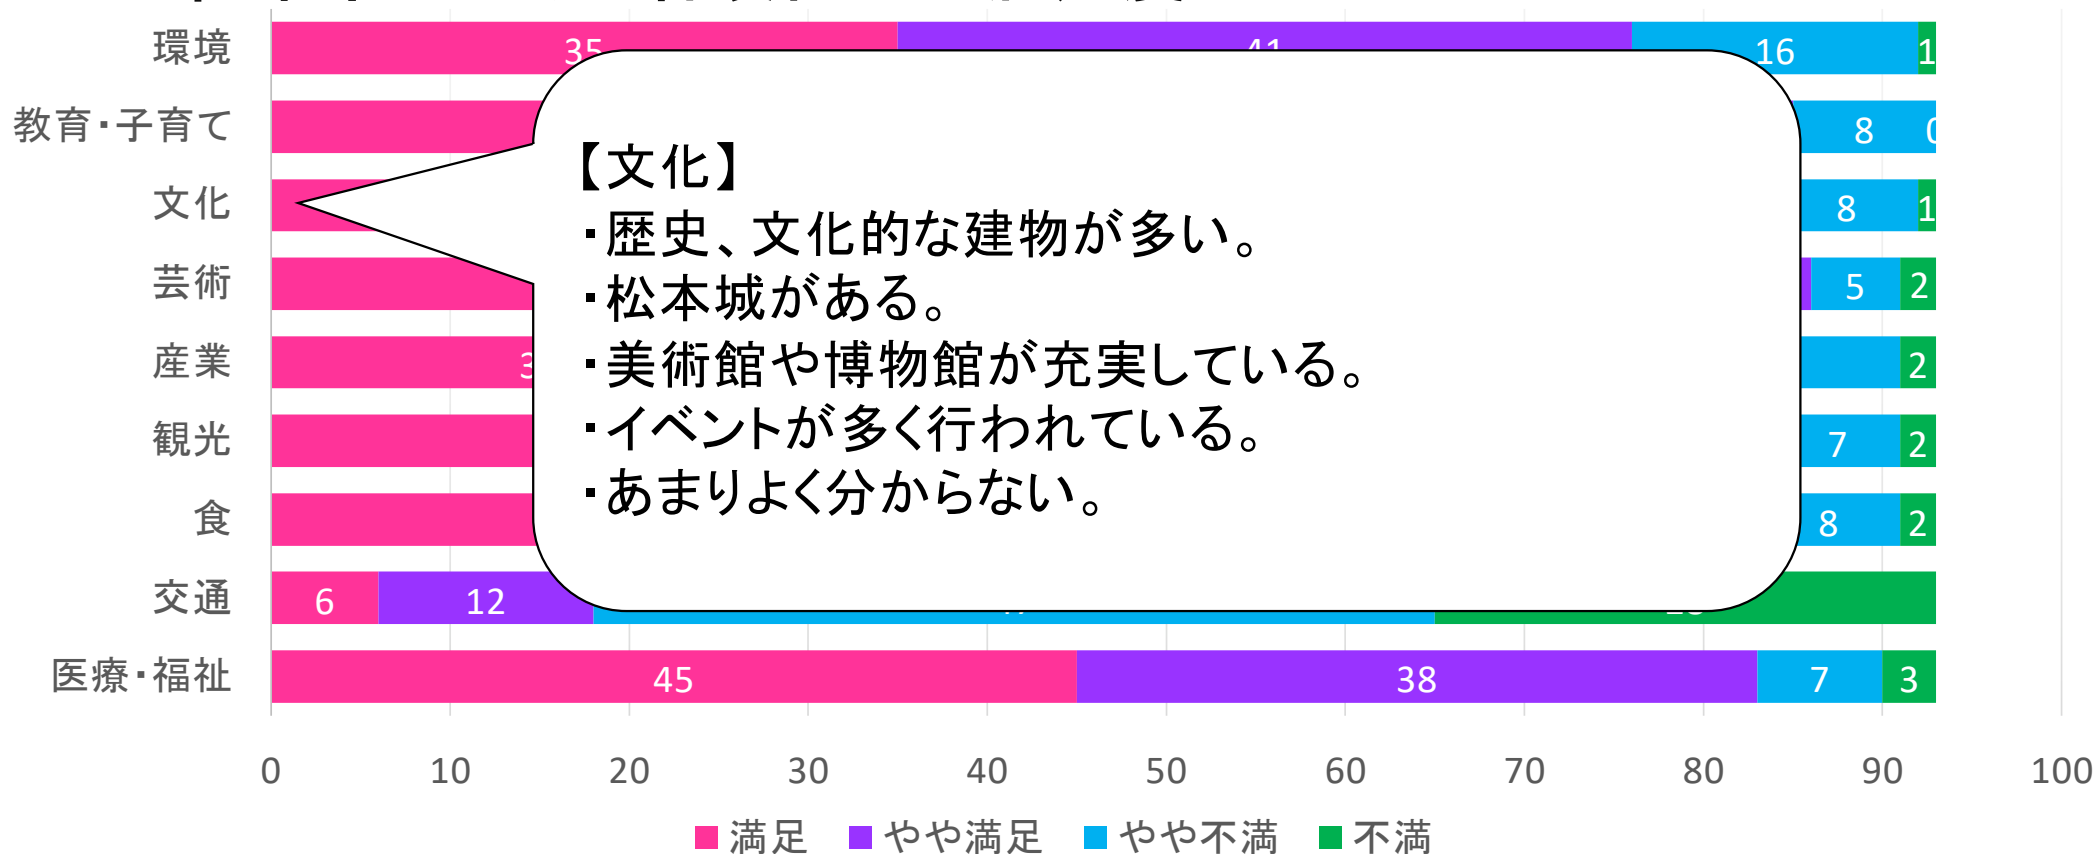 環境 35 41 16 1
教育・子育て 8 0
文化 8 1
芸術 5 2
産業 2
観光 7 2
食 8 2
交通 6 12
医療・福祉 45 38 7 3
【文化】
・歴史、文化的な建物が多い。
・松本城がある。
・美術館や博物館が充実している。
・イベントが多く行われている。
・あまりよく分からない。
0 10 20 30 40 50 60 70 80 90 100
満足 やや満足 やや不満 不満